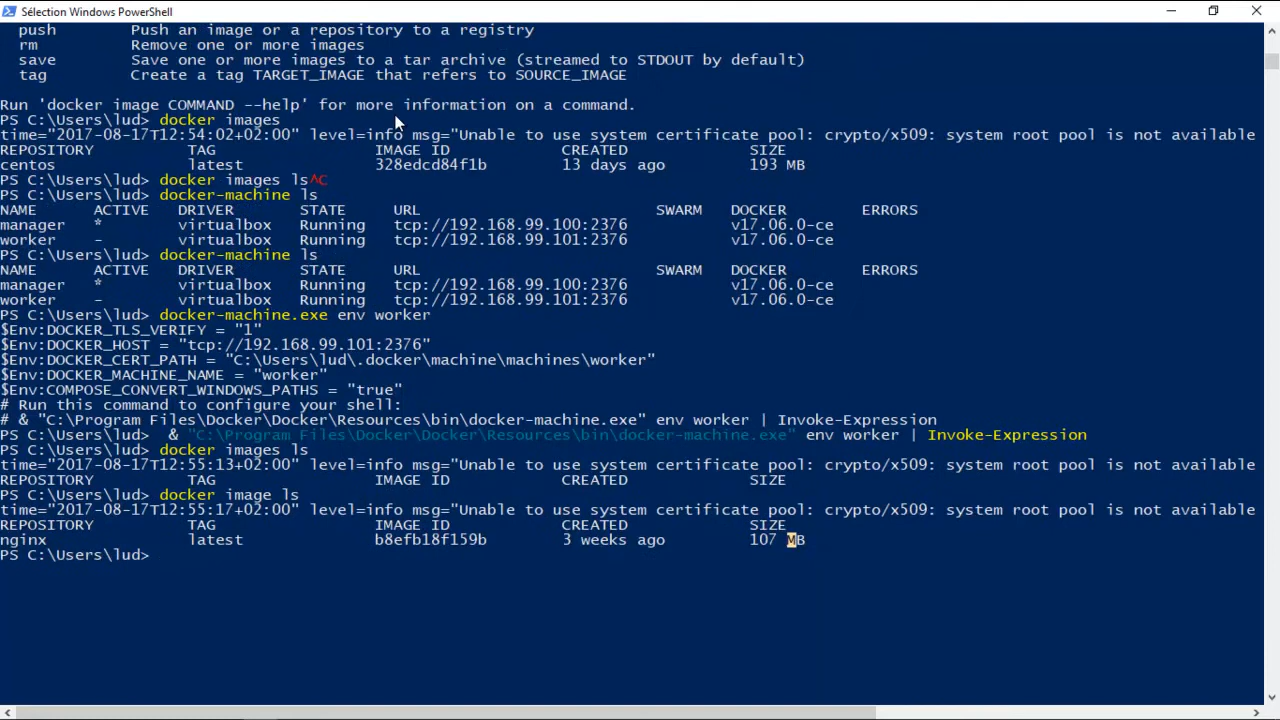 Sélection Windows PowerShell
push Push an image or a repository to a registry
rm Remove one or more images
save Save one or more images to a tar archive (streamed to STDOUT by default)
tag Create a tag TARGET_IMAGE that refers to SOURCE_IMAGE
Run 'docker image COMMAND --help' for more information on a command.
PS C:\Users\lud> docker images
time="2017-08-17T12:54:02+02:00" level=info msg="Unable to use system certificate pool: crypto/x509: system root pool is not available
REPOSITORY TAG IMAGE ID CREATED SIZE
centos latest 328edcd84f1b 13 days ago 193 MB
PS C:\Users\lud> docker images ls^C
PS C:\Users\lud> docker-machine ls
NAME ACTIVE DRIVER STATE URL SWARM DOCKER ERRORS
manager * virtualbox Running tcp://192.168.99.100:2376 v17.06.0-ce
worker - virtualbox Running tcp://192.168.99.101:2376 v17.06.0-ce
PS C:\Users\lud> docker-machine ls
NAME ACTIVE DRIVER STATE URL SWARM DOCKER ERRORS
manager * virtualbox Running tcp://192.168.99.100:2376 v17.06.0-ce
worker - virtualbox Running tcp://192.168.99.101:2376 v17.06.0-ce
PS C:\Users\lud> docker-machine.exe env worker
$Env:DOCKER_TLS_VERIFY = "1"
$Env:DOCKER_HOST = "tcp://192.168.99.101:2376"
$Env:DOCKER_CERT_PATH = "C:\Users\lud\.docker\machine\machines\worker"
$Env:DOCKER_MACHINE_NAME = "worker"
$Env:COMPOSE_CONVERT_WINDOWS_PATHS = "true"
# Run this command to configure your shell:
# & "C:\Program Files\Docker\Docker\Resources\bin\docker-machine.exe" env worker | Invoke-Expression
PS C:\Users\lud> & "C:\Program Files\Docker\Docker\Resources\bin\docker-machine.exe" env worker | Invoke-Expression
PS C:\Users\lud> docker images ls
time="2017-08-17T12:55:13+02:00" level=info msg="Unable to use system certificate pool: crypto/x509: system root pool is not available
REPOSITORY TAG IMAGE ID CREATED SIZE
PS C:\Users\lud> docker image ls
time="2017-08-17T12:55:17+02:00" level=info msg="Unable to use system certificate pool: crypto/x509: system root pool is not available
REPOSITORY TAG IMAGE ID CREATED SIZE
nginx latest b8efb18f159b 3 weeks ago 107 MB
PS C:\Users\lud>